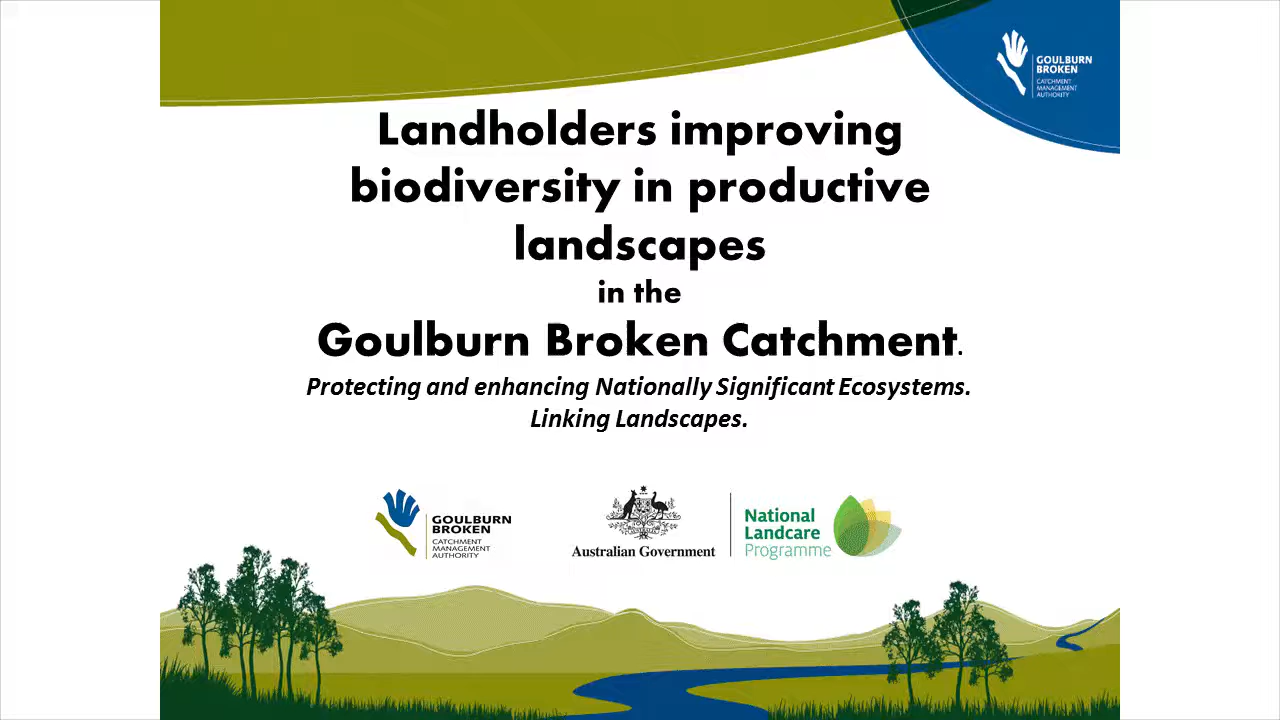 GOULBURN
BROKEN
CATCHMENT
MANAGEMENT
AUTHORITY
Landholders improving
biodiversity in productive
landscapes
in the
Goulburn Broken Catchment.
Protecting and enhancing Nationally Significant Ecosystems.
Linking Landscapes.
GOULBURN
BROKEN
CATCHMENT
MANAGEMENT
AUTHORITY
Australian Government
National
Landcare
Programme